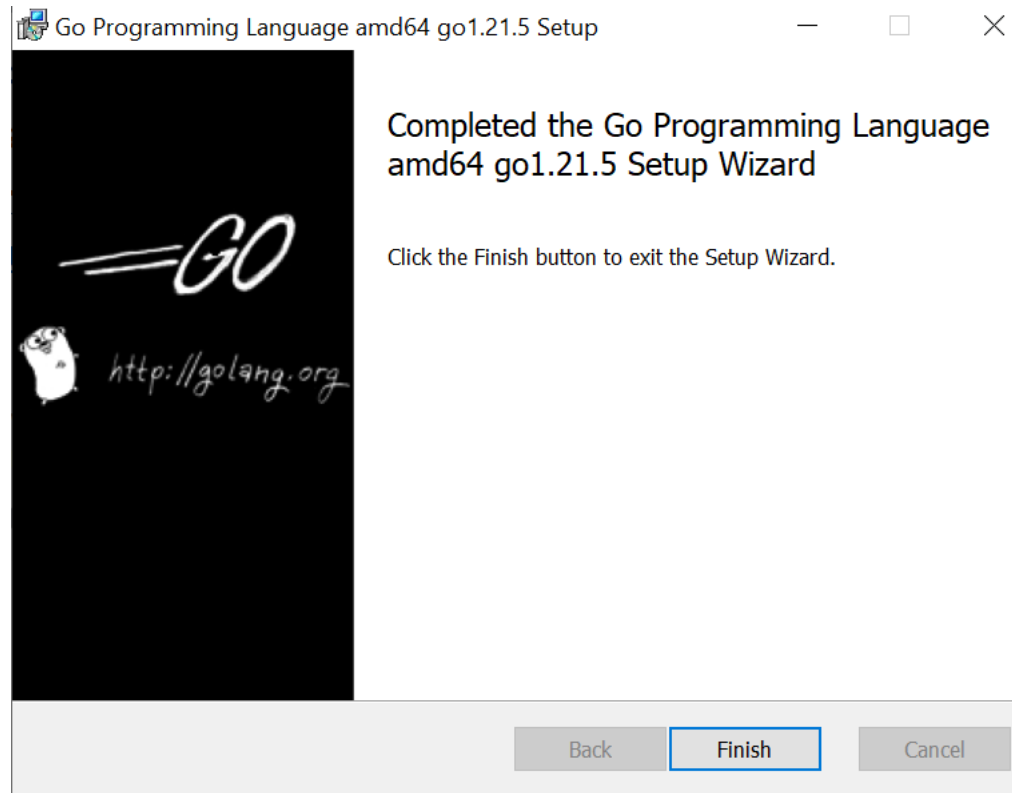 Go Programming Language amd64 go1.21.5 Setup
Completed the Go Programming Language
amd64 go1.21.5 Setup Wizard
Click the Finish button to exit the Setup Wizard.
GO
http://golang.org
Back Finish Cancel